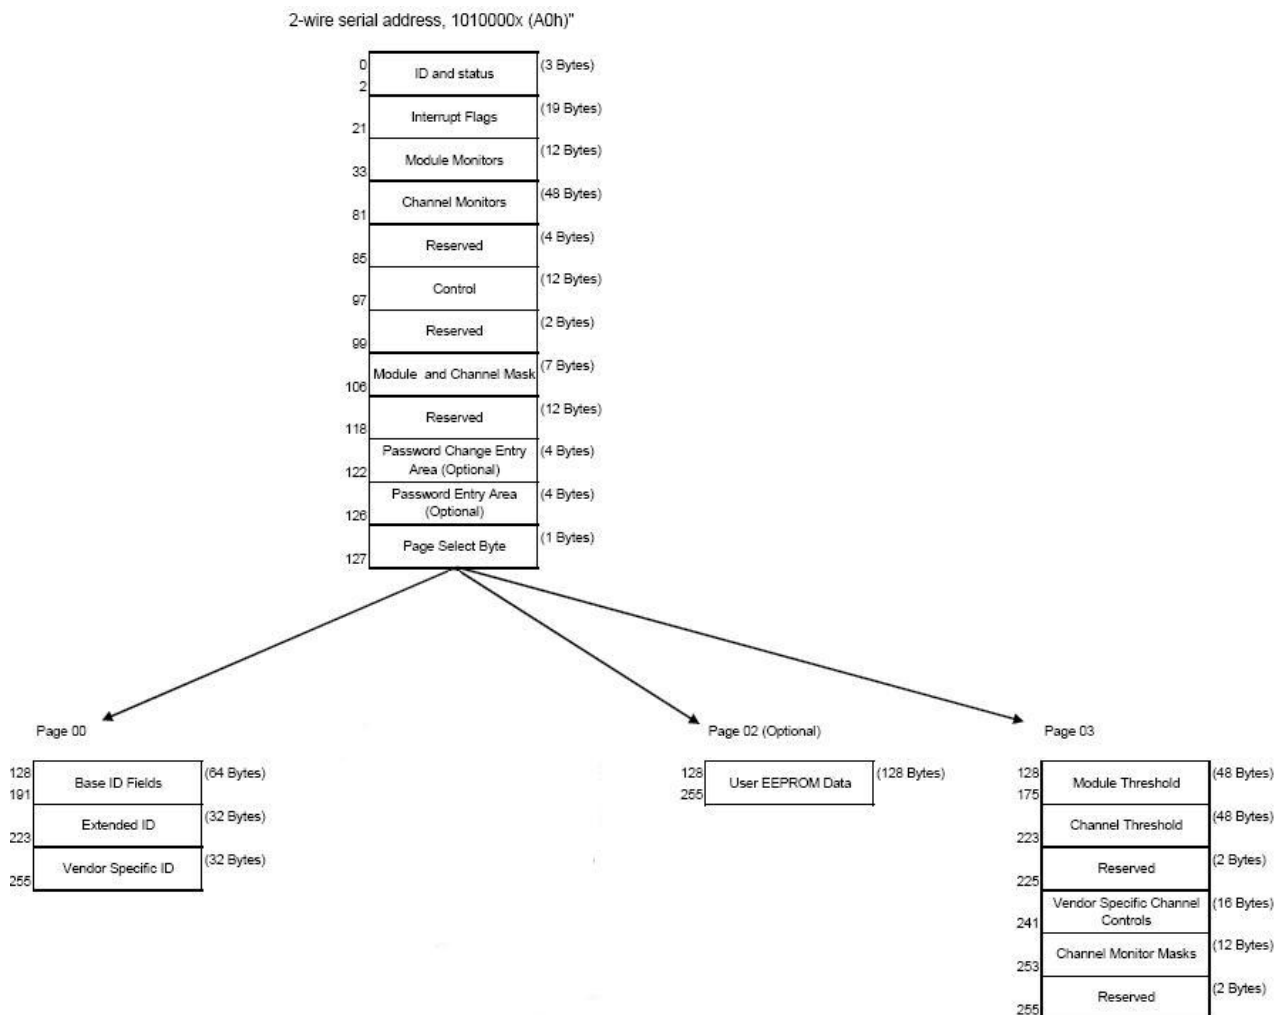 2-wire serial address, 1010000x (A0h)"
0
2
ID and status
(3 Bytes)
21
Interrupt Flags
(19 Bytes)
33
Module Monitors
(12 Bytes)
81
Channel Monitors
(48 Bytes)
85
Reserved
(4 Bytes)
97
Control
(12 Bytes)
99
Reserved
(2 Bytes)
106
Module and Channel Mask
(7 Bytes)
118
Reserved
(12 Bytes)
122
Password Change Entry
Area (Optional)
(4 Bytes)
126
Password Entry Area
(Optional)
(4 Bytes)
127
Page Select Byte
(1 Bytes)
Page 00
128
191
Base ID Fields
(64 Bytes)
223
Extended ID
(32 Bytes)
255
Vendor Specific ID
(32 Bytes)
Page 02 (Optional)
128
255
User EEPROM Data
(128 Bytes)
Page 03
128
175
Module Threshold
(48 Bytes)
223
Channel Threshold
(48 Bytes)
225
Reserved
(2 Bytes)
241
Vendor Specific Channel
Controls
(16 Bytes)
253
Channel Monitor Masks
(12 Bytes)
255
Reserved
(2 Bytes)